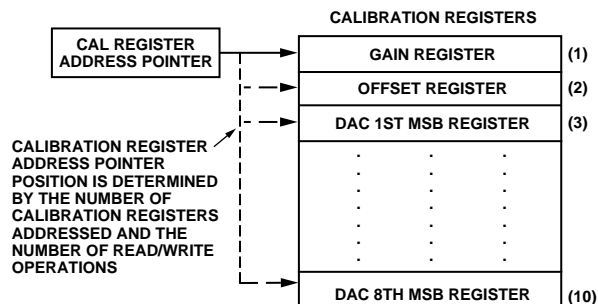 CALIBRATION REGISTERS
CAL REGISTER
ADDRESS POINTER
GAIN REGISTER (1)
OFFSET REGISTER (2)
DAC 1ST MSB REGISTER (3)
CALIBRATION REGISTER
ADDRESS POINTER
POSITION IS DETERMINED
BY THE NUMBER OF
CALIBRATION REGISTERS
ADDRESSED AND THE
NUMBER OF READ/WRITE
OPERATIONS
DAC 8TH MSB REGISTER (10)